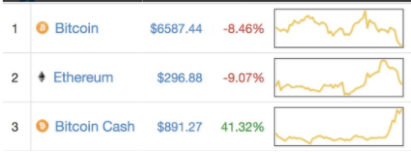 1 Bitcoin $6587.44 -8.46%
2 Ethereum $296.88 -9.07%
3 Bitcoin Cash $891.27 41.32%